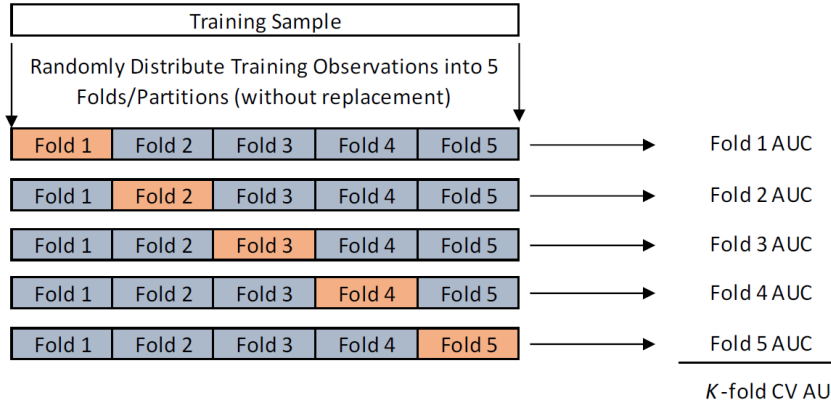 Training Sample
Randomly Distribute Training Observations into 5
Folds/Partitions (without replacement)
Fold 1 Fold 2 Fold 3 Fold 4 Fold 5 Fold 1 AUC
Fold 1 Fold 2 Fold 3 Fold 4 Fold 5 Fold 2 AUC
Fold 1 Fold 2 Fold 3 Fold 4 Fold 5 Fold 3 AUC
Fold 1 Fold 2 Fold 3 Fold 4 Fold 5 Fold 4 AUC
Fold 1 Fold 2 Fold 3 Fold 4 Fold 5 Fold 5 AUC
K-fold CV AU